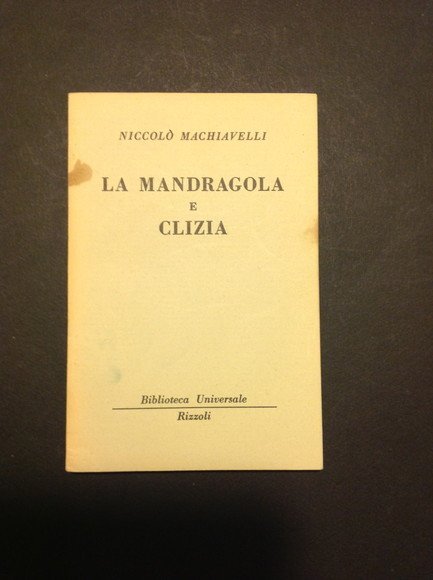 NICCOLÒ MACHIAVELLI
LA MANDRAGOLA
E
CLIZIA
Biblioteca Universale
Rizzoli